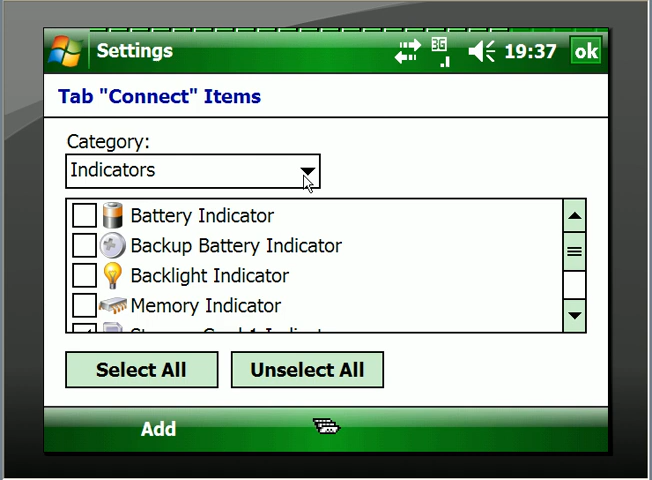 Settings
3G
19:37
ok
Tab "Connect" Items
Category:
Indicators
Battery Indicator
Backup Battery Indicator
Backlight Indicator
Memory Indicator
Select All
Unselect All
Add